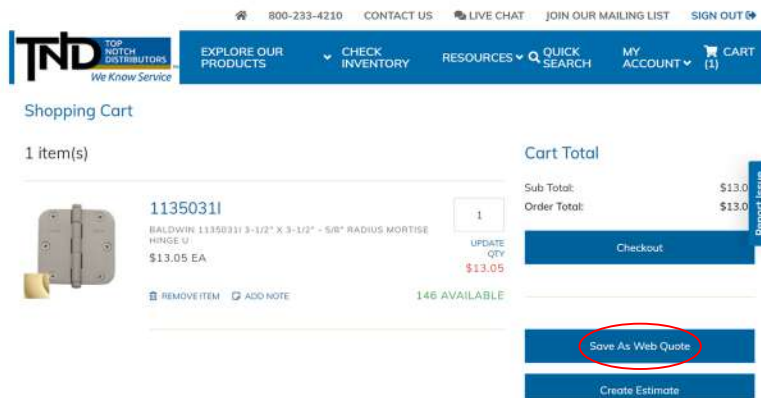 800-233-4210 CONTACT US LIVE CHAT JOIN OUR MAILING LIST SIGN OUT
TND TOP NOTCH DISTRIBUTORS
We Know Service
EXPLORE OUR PRODUCTS CHECK INVENTORY RESOURCES QUICK SEARCH MY ACCOUNT CART (1)
Shopping Cart
1 item(s)
1135031I
BALDWIN 1135031I 3-1/2" X 3-1/2" - 5/8" RADIUS MORTISE
HINGE U
$13.05 EA
1
UPDATE
QTY
$13.05
REMOVE ITEM ADD NOTE
146 AVAILABLE
Cart Total
Sub Total: $13.0
Order Total: $13.0
Report Issue
Checkout
Save As Web Quote
Create Estimate